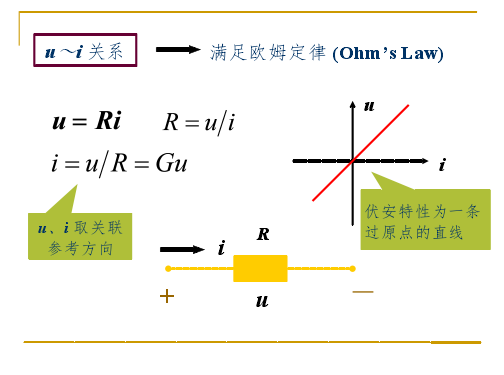 u ~i 关系
满足欧姆定律 (Ohm's Law)
u = Ri  R = u/i
i = u/R = Gu
u
i
伏安特性为一条
过原点的直线
u、i 取关联
参考方向
i
R
+ u —